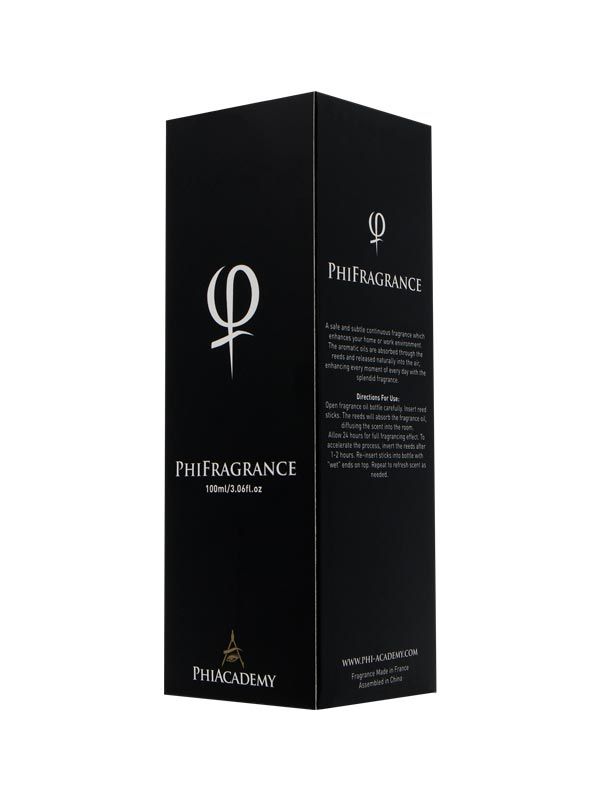 φ
PHIFRAGRANCE
100ml/3.06fl.oz
PHIACADEMY
φ
PHIFRAGRANCE
A safe and subtle continuous fragrance which
enhances your home or work environment.
The aromatic oils are absorbed through the
reeds and released naturally into the air,
enhancing every moment of every day with the
splendid fragrance.
Directions For Use:
Open fragrance oil bottle carefully. Insert reed
sticks. The reeds will absorb the fragrance oil,
diffusing the scent into the room.
Allow 24 hours for full fragrancing effect. To
accelerate the process, invert the reeds after
1-2 hours. Re-insert sticks into bottle with
"wet" ends on top. Repeat to refresh scent as
needed.
WWW.PHI-ACADEMY.COM
Fragrance Made in France
Assembled in China